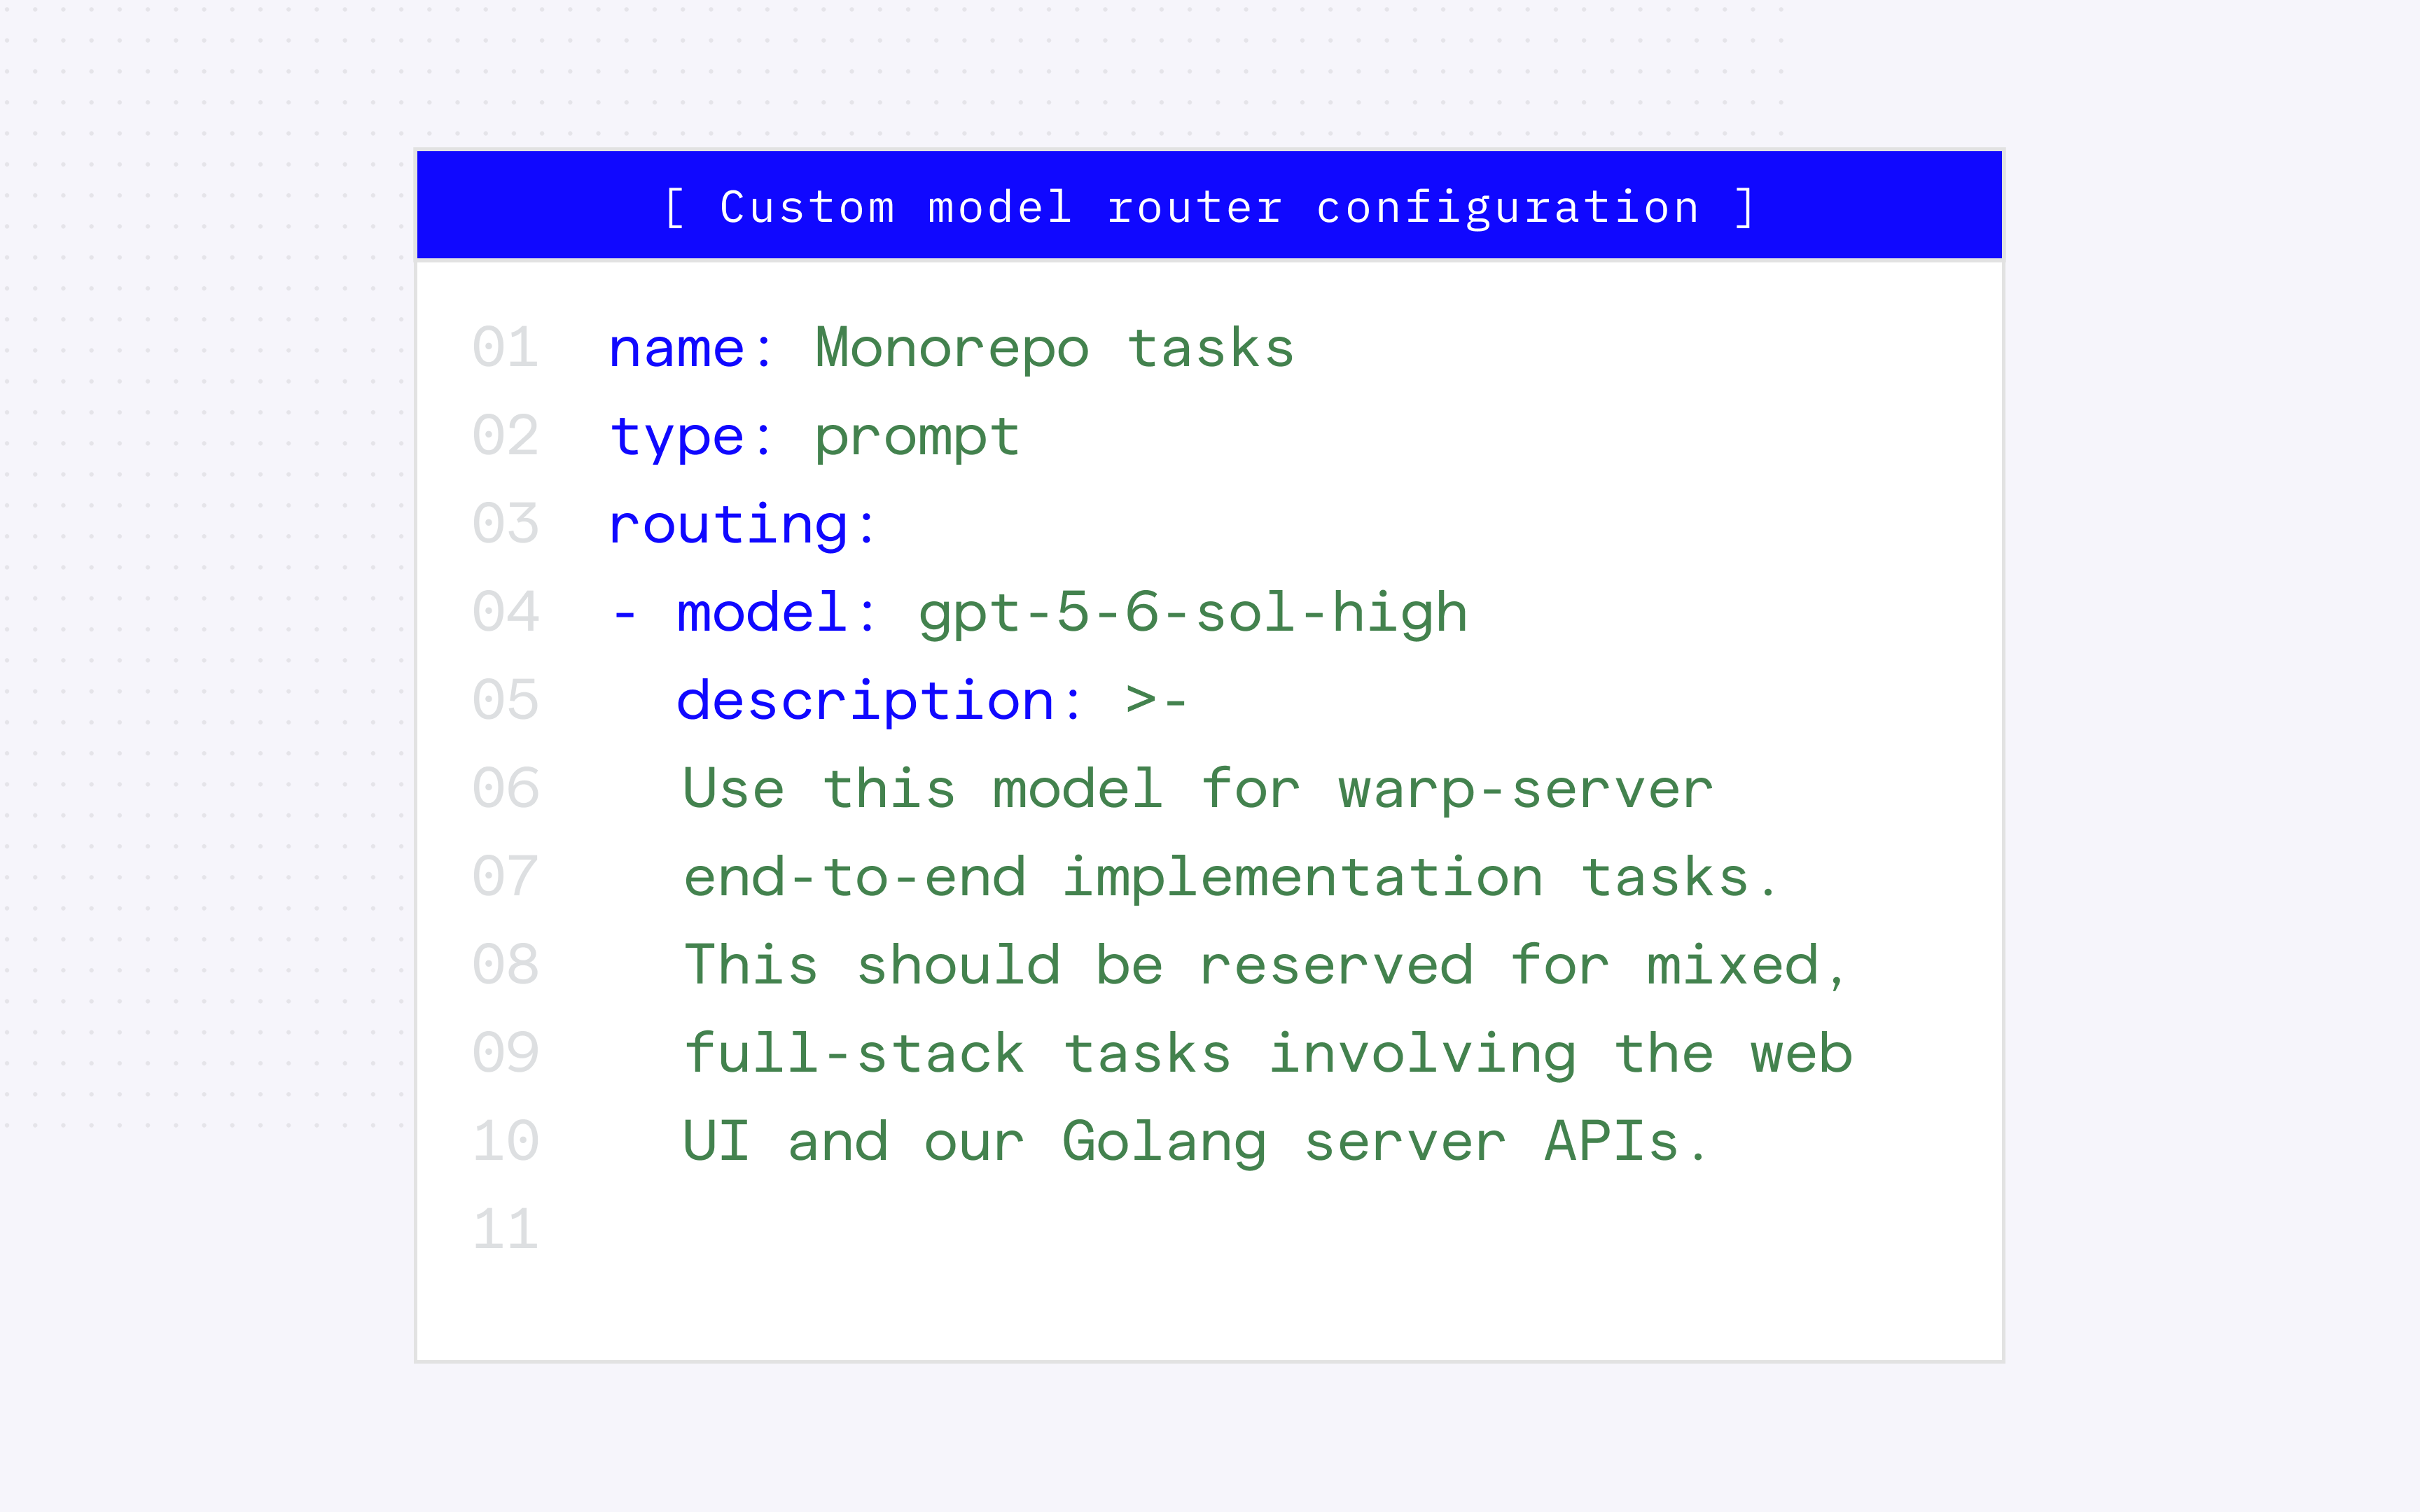 [ Custom model router configuration ]
01 name: Monorepo tasks
02 type: prompt
03 routing:
04 - model: gpt-5-6-sol-high
05   description: >-
06   Use this model for warp-server
07   end-to-end implementation tasks.
08   This should be reserved for mixed,
09   full-stack tasks involving the web
10   UI and our Golang server APIs.
11